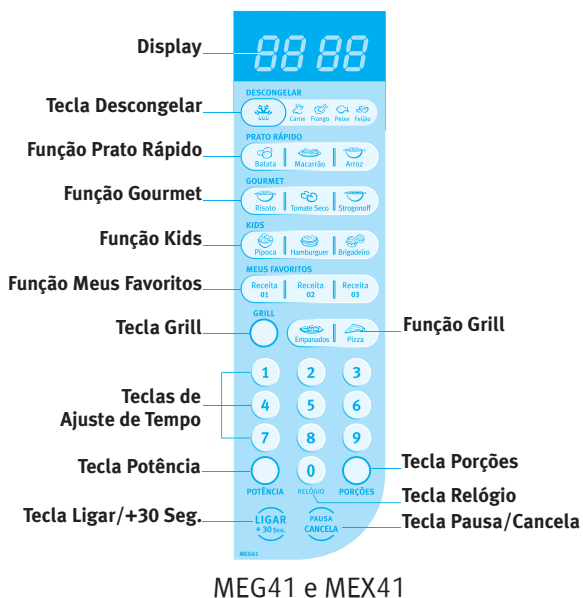 Display
88 88
DESCONGELAR
Tecla Descongelar
Carne Frango Peixe Feijão
PRATO RÁPIDO
Função Prato Rápido
Batata Macarrão Arroz
GOURMET
Função Gourmet
Risoto Tomate Seco Strogonoff
KIDS
Função Kids
Pipoca Hamburguer Brigadeiro
MEUS FAVORITOS
Função Meus Favoritos
Receita Receita Receita
01 02 03
GRILL
Tecla Grill
Função Grill
Empanados Pizza
1 2 3
Teclas de
Ajuste de Tempo
4 5 6
7 8 9
Tecla Potência
0
Tecla Porções
POTÊNCIA RELÓGIO PORÇÕES
Tecla Relógio
Tecla Ligar/+30 Seg.
LIGAR
+30 Seg.
PAUSA
CANCELA
Tecla Pausa/Cancela
MEG41
MEG41 e MEX41